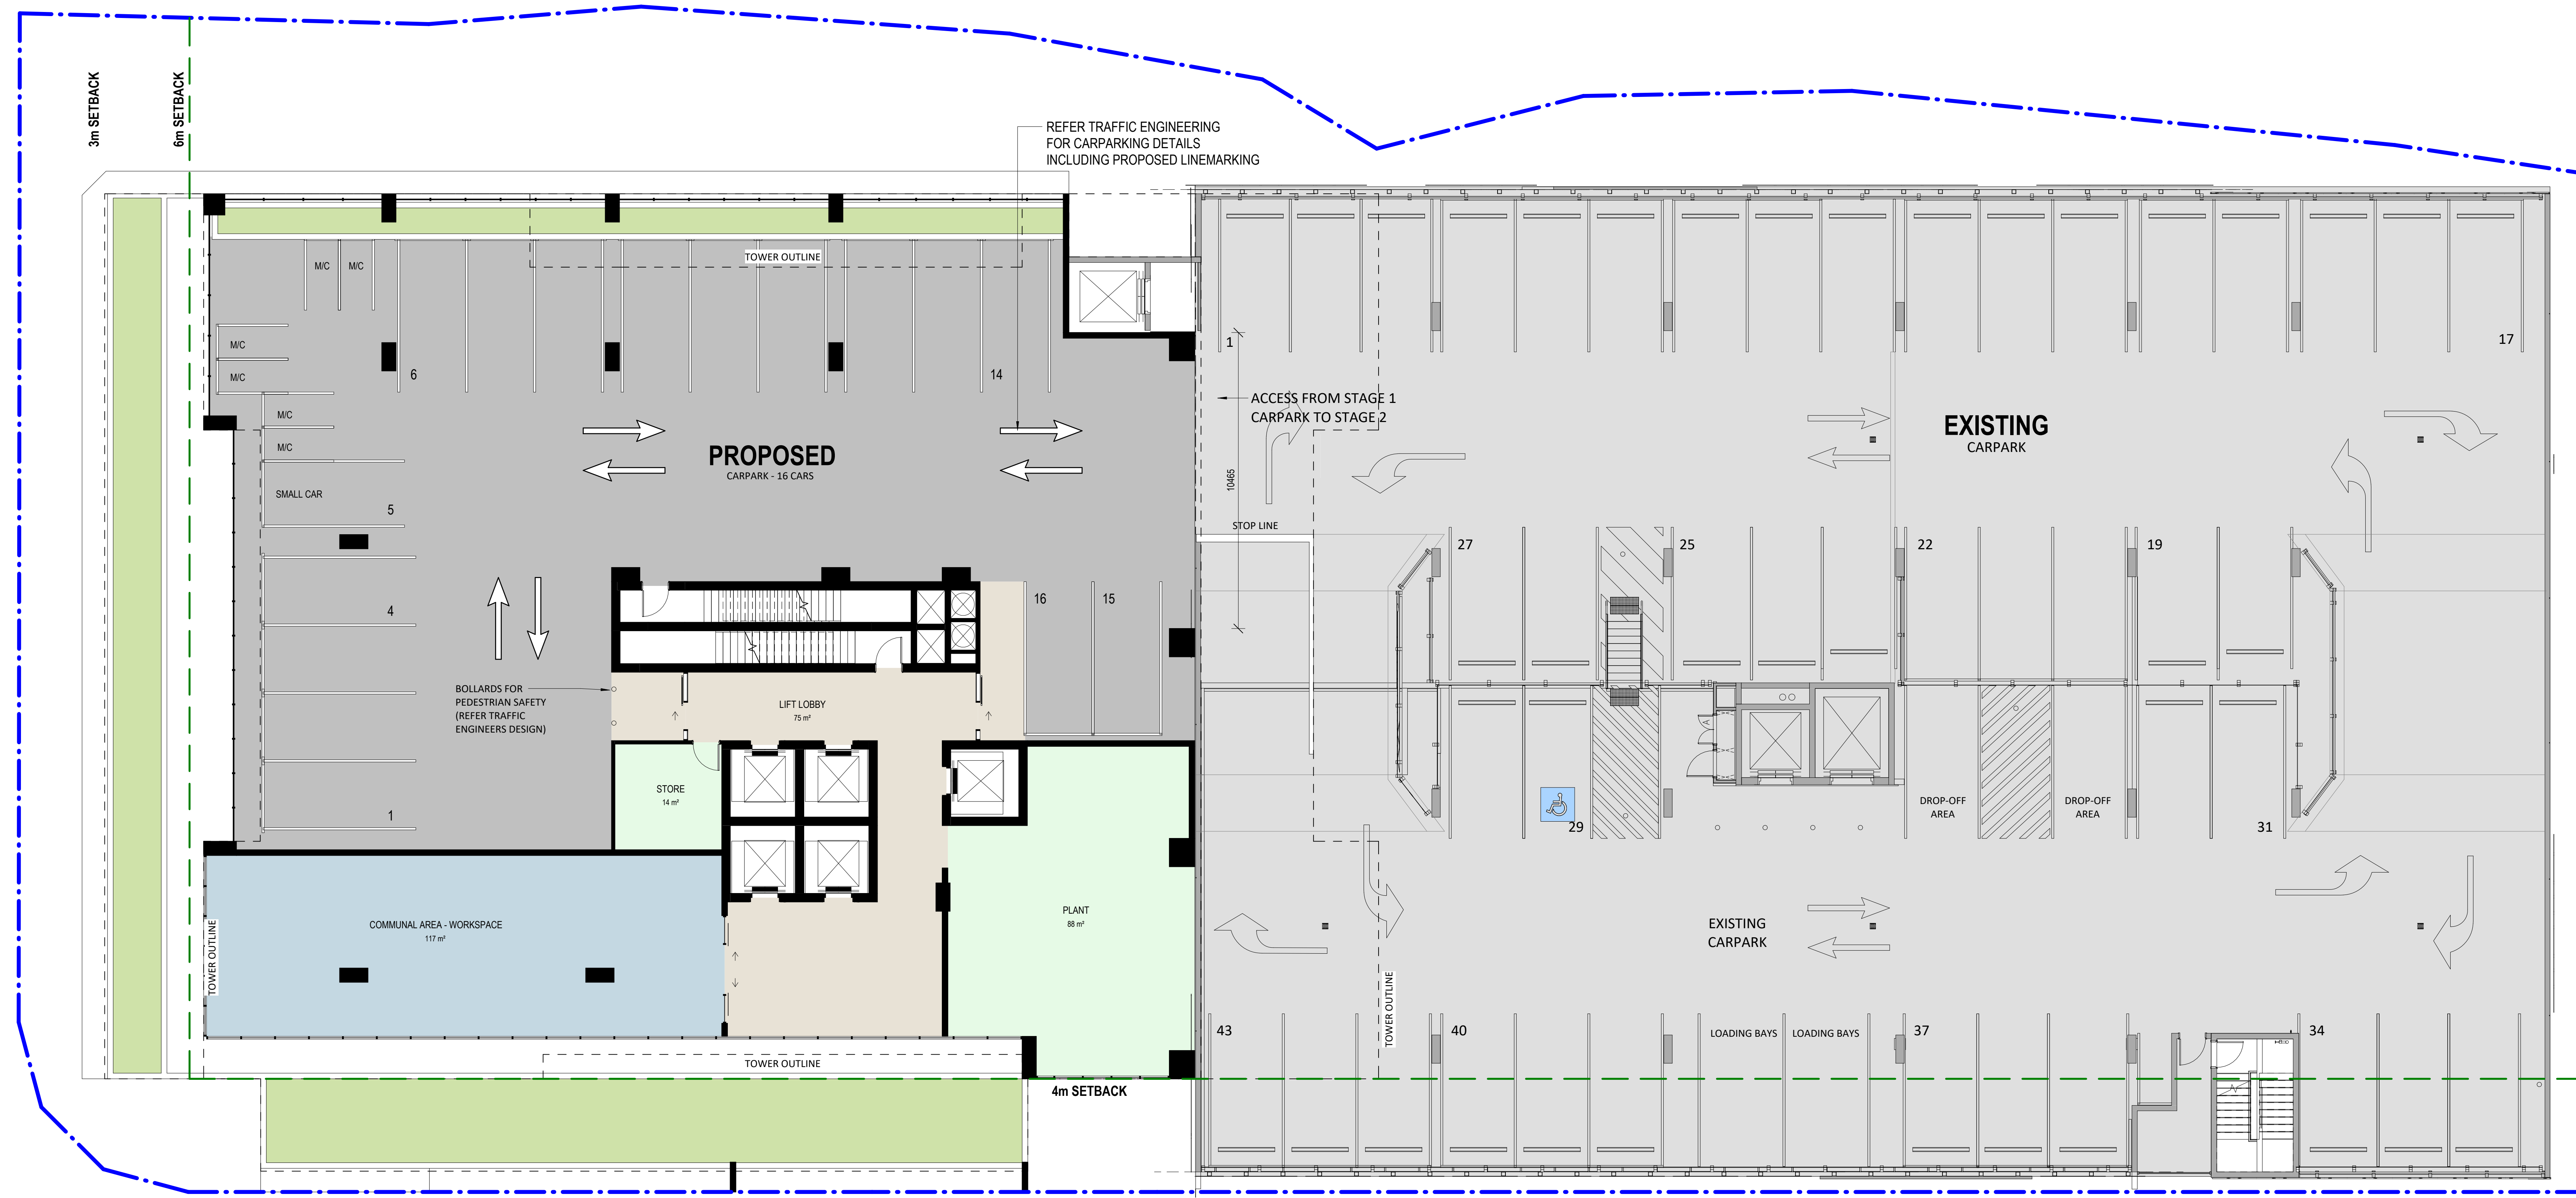 3m SETBACK
6m SETBACK
REFER TRAFFIC ENGINEERING
FOR CARPARKING DETAILS
INCLUDING PROPOSED LINEMARKING
TOWER OUTLINE
M/C
M/C
M/C
M/C
M/C
M/C
6
14
1
17
ACCESS FROM STAGE 1
CARPARK TO STAGE 2
PROPOSED
CARPARK - 16 CARS
EXISTING
CARPARK
10465
SMALL CAR
5
STOP LINE
27
25
22
19
4
16
15
BOLLARDS FOR
PEDESTRIAN SAFETY
(REFER TRAFFIC
ENGINEERS DESIGN)
LIFT LOBBY
75 m²
STORE
14 m²
1
29
DROP-OFF
AREA
DROP-OFF
AREA
31
COMMUNAL AREA - WORKSPACE
117 m²
PLANT
88 m²
EXISTING
CARPARK
TOWER OUTLINE
TOWER OUTLINE
43
40
LOADING BAYS
LOADING BAYS
37
34
TOWER OUTLINE
4m SETBACK